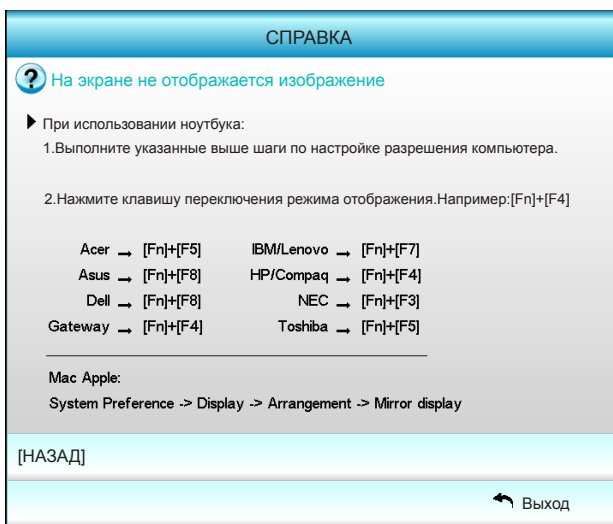 СПРАВКА
? На экране не отображается изображение
При использовании ноутбука:
1.Выполните указанные выше шаги по настройке разрешения компьютера.
2.Нажмите клавишу переключения режима отображения.Например:[Fn]+[F4]
Acer → [Fn]+[F5] IBM/Lenovo → [Fn]+[F7]
Asus → [Fn]+[F8] HP/Compaq → [Fn]+[F4]
Dell → [Fn]+[F8] NEC → [Fn]+[F3]
Gateway → [Fn]+[F4] Toshiba → [Fn]+[F5]
Mac Apple:
System Preference -> Display -> Arrangement -> Mirror display
[НАЗАД]
Выход